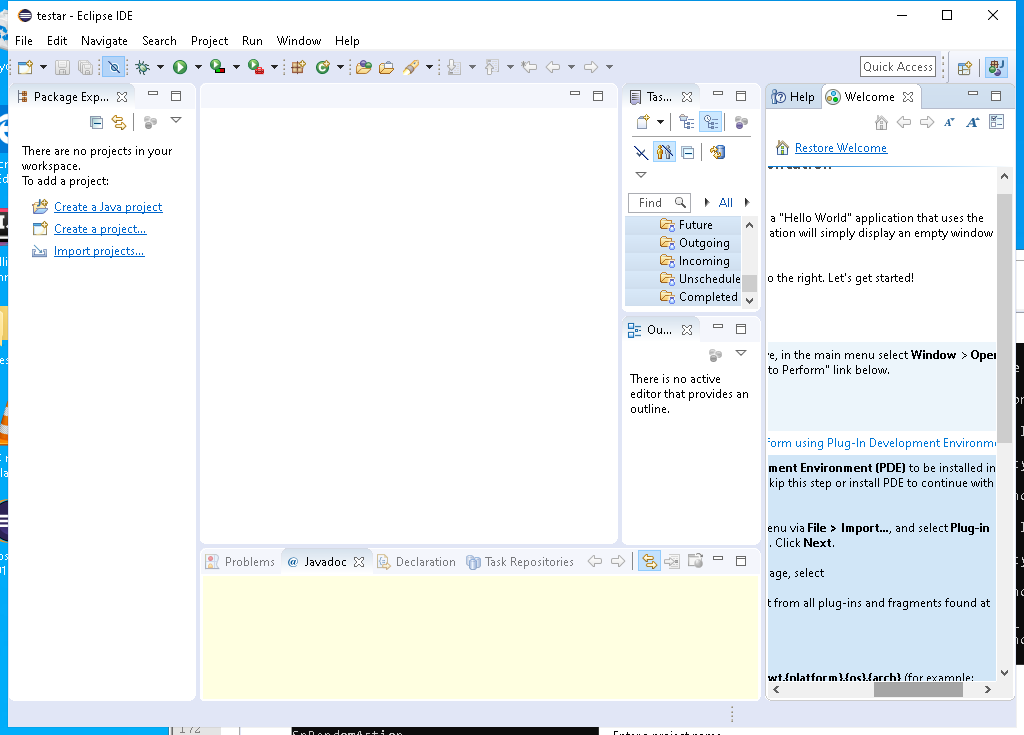 testar - Eclipse IDE
File Edit Navigate Search Project Run Window Help
Quick Access
Package Exp...
There are no projects in your
workspace.
To add a project:
Create a Java project
Create a project...
Import projects...
Tas...
Find
All
Future
Outgoing
Incoming
Unschedule
Completed
Ou...
There is no active
editor that provides an
outline.
Help
Welcome
Restore Welcome
a "Hello World" application that uses the
ation will simply display an empty window
o the right. Let's get started!
e, in the main menu select Window > Open
to Perform" link below.
form using Plug-In Development Environme
ment Environment (PDE) to be installed in
kip this step or install PDE to continue with
enu via File > Import..., and select Plug-in
. Click Next.
age, select
t from all plug-ins and fragments found at
wt.{platform}.{os}.{arch} (for example:
Problems @ Javadoc Declaration Task Repositories
172
SnRandomAction
Enter a project name